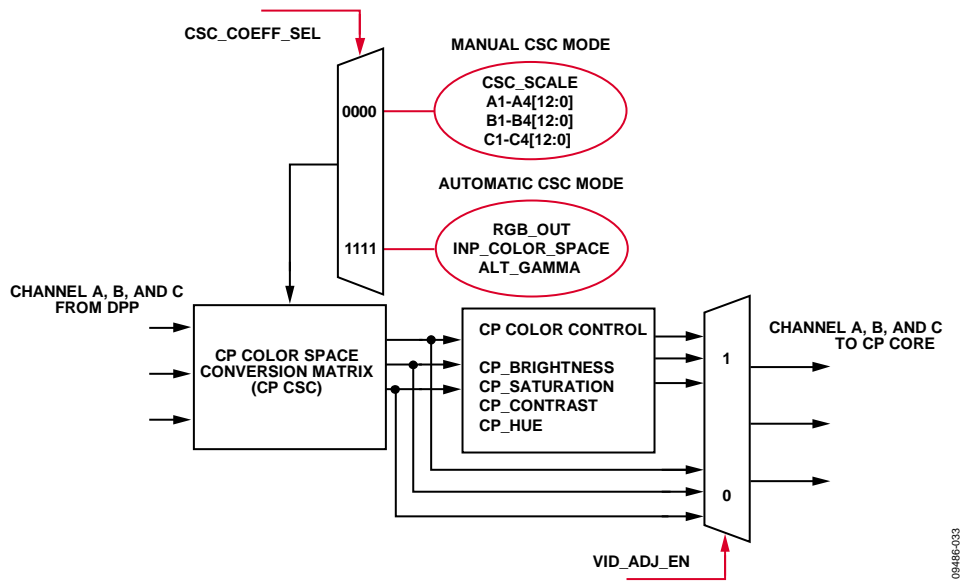 CSC_COEFF_SEL
MANUAL CSC MODE
0000
CSC_SCALE
A1-A4[12:0]
B1-B4[12:0]
C1-C4[12:0]
AUTOMATIC CSC MODE
1111
RGB_OUT
INP_COLOR_SPACE
ALT_GAMMA
CHANNEL A, B, AND C
FROM DPP
CP COLOR SPACE
CONVERSION MATRIX
(CP CSC)
CP COLOR CONTROL
CP_BRIGHTNESS
CP_SATURATION
CP_CONTRAST
CP_HUE
1
0
CHANNEL A, B, AND C
TO CP CORE
VID_ADJ_EN
09486-033